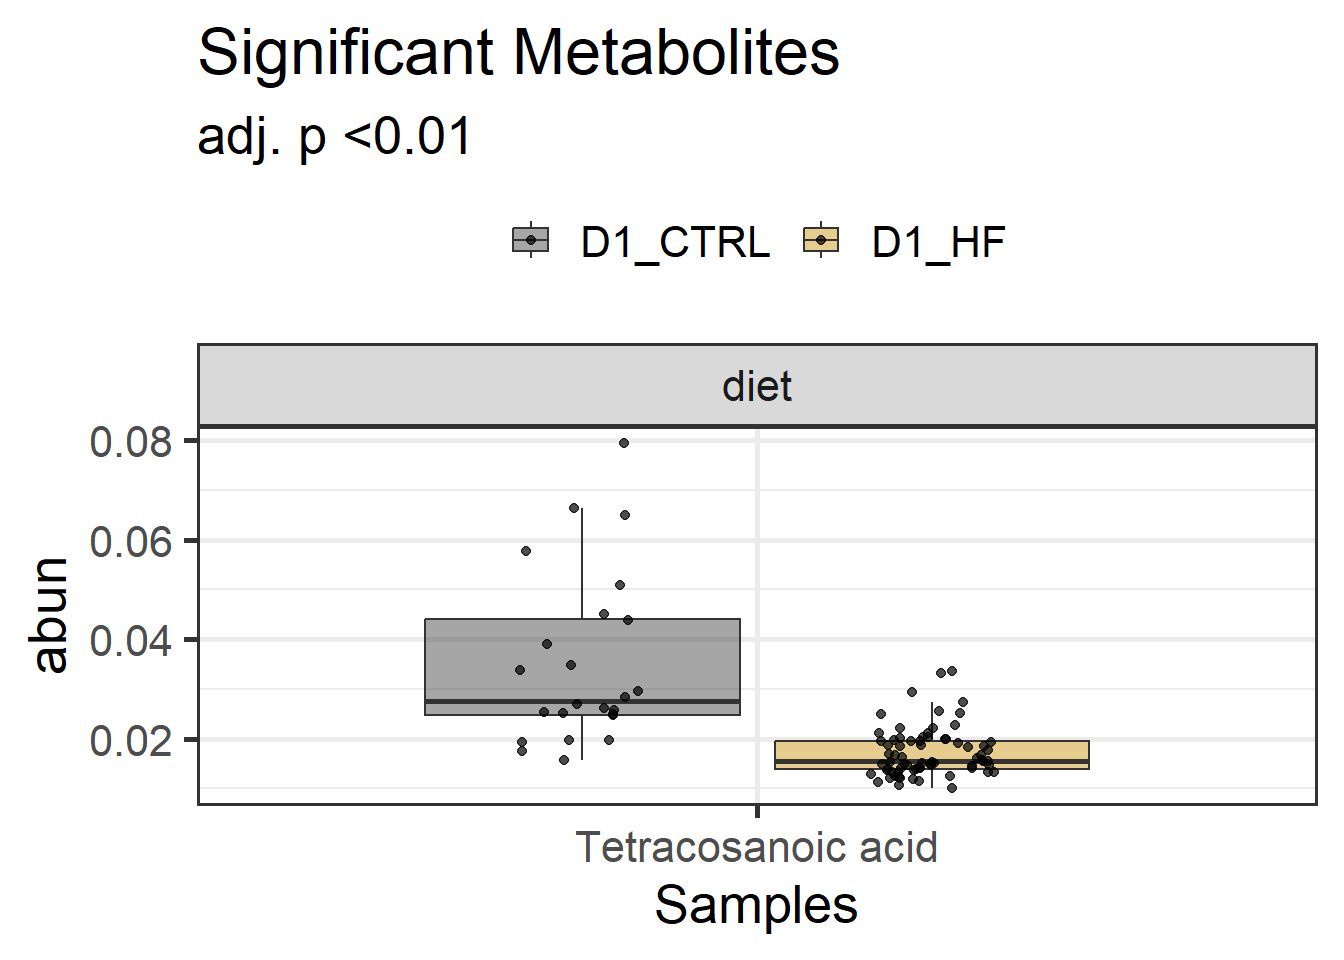 Significant Metabolites
adj. p <0.01
D1_CTRL D1_HF
diet
0.08
0.06
0.04
0.02
abun
Tetracosanoic acid
Samples